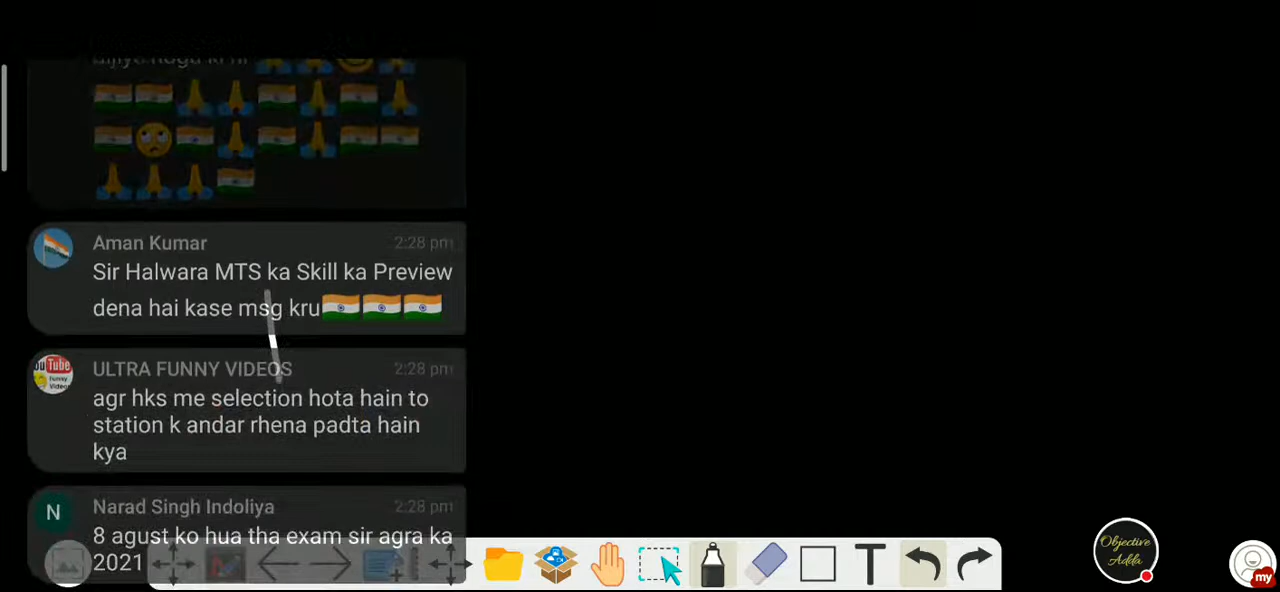 Aman Kumar 2:28 pm
Sir Halwara MTS ka Skill ka Preview
dena hai kase msg kru
ULTRA FUNNY VIDEOS 2:28 pm
agr hks me selection hota hain to
station k andar rhena padta hain
kya
N
Narad Singh Indoliya 2:28 pm
8 agust ko hua tha exam sir agra ka
2021
T
Objective
Adda
my